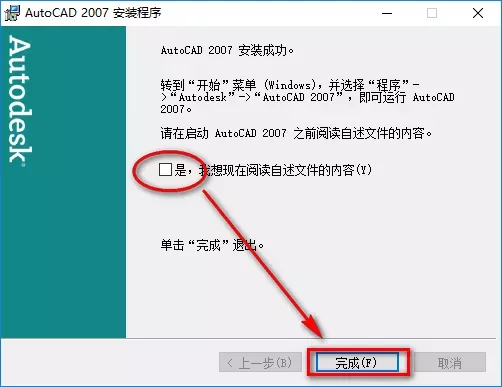 AutoCAD 2007 安装程序
Autodesk
AutoCAD 2007 安装成功。
转到“开始”菜单 (Windows)，并选择“程序”-
>“Autodesk”->“AutoCAD 2007”，即可运行 AutoCAD
2007。
请在启动 AutoCAD 2007 之前阅读自述文件的内容。
是，我想现在阅读自述文件的内容(Y)
单击“完成”退出。
< 上一步(B)
完成(F)
取消